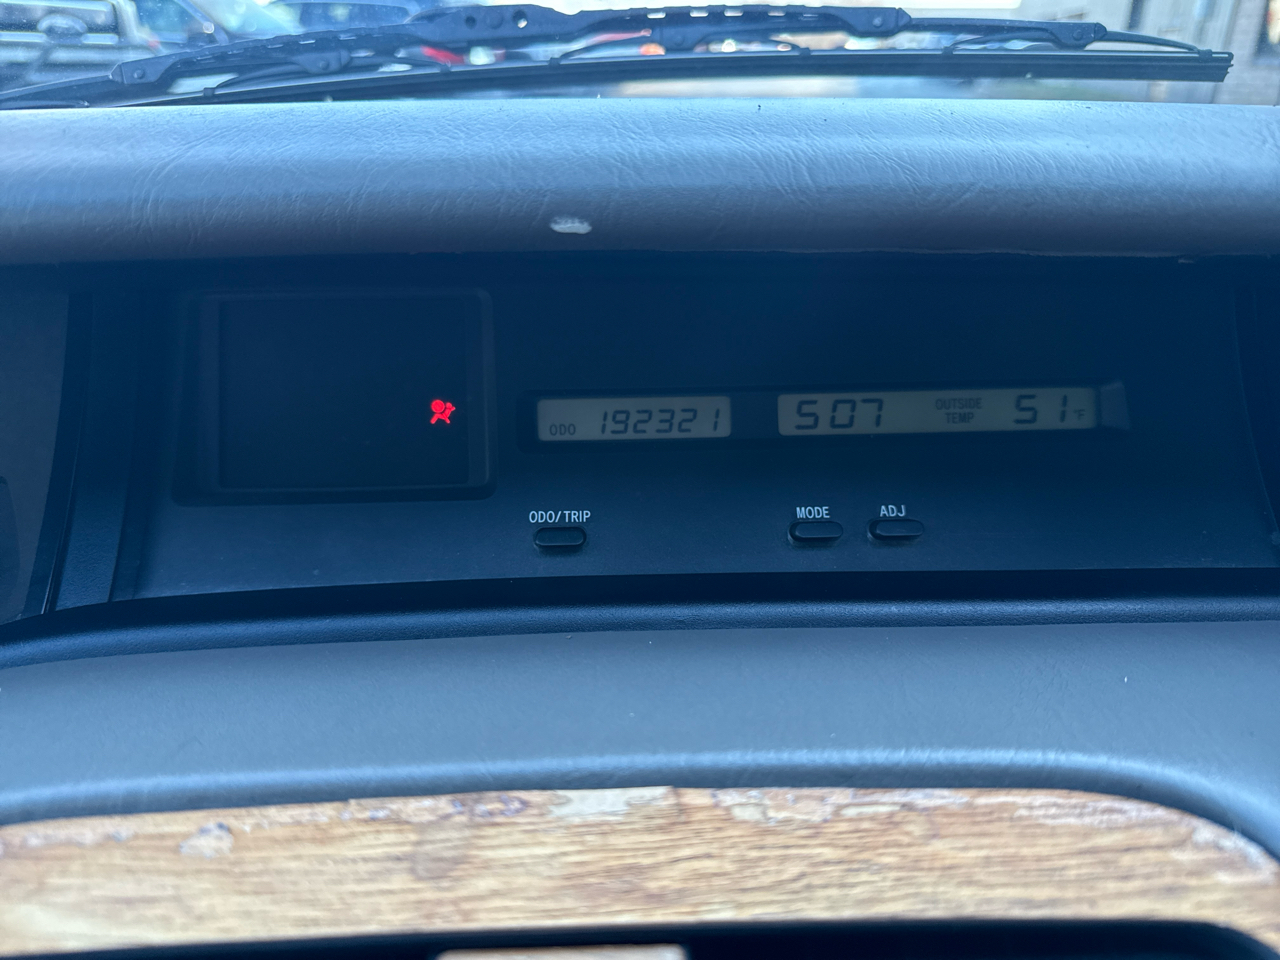 ODO 192321
507 OUTSIDE TEMP 51°F
ODO/TRIP
MODE ADJ